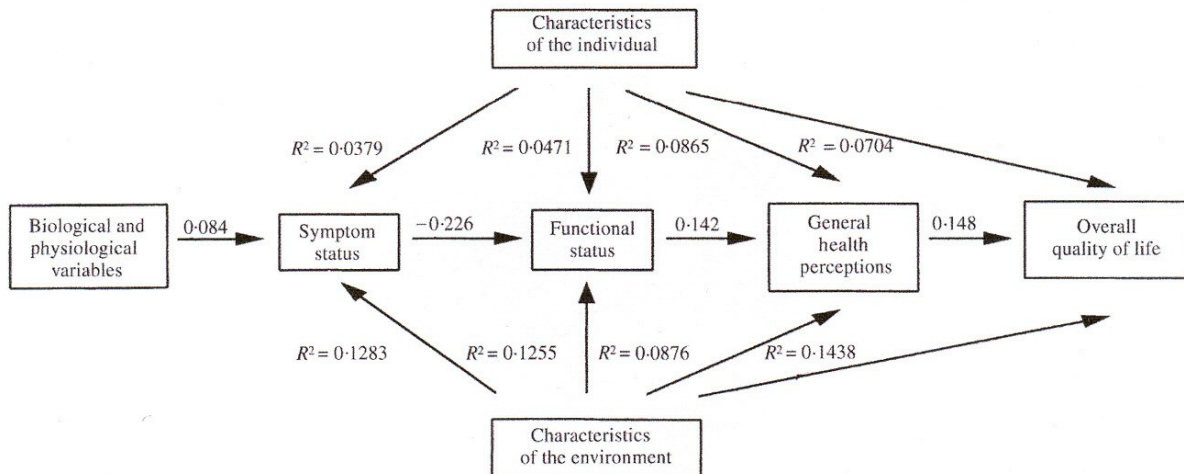 Characteristics
of the individual
R² = 0·0379
R² = 0·0471
R² = 0·0865
R² = 0·0704
Biological and
physiological
variables
0·084
Symptom
status
−0·226
Functional
status
0·142
General
health
perceptions
0·148
Overall
quality of life
R² = 0·1283
R² = 0·1255
R² = 0·0876
R² = 0·1438
Characteristics
of the environment